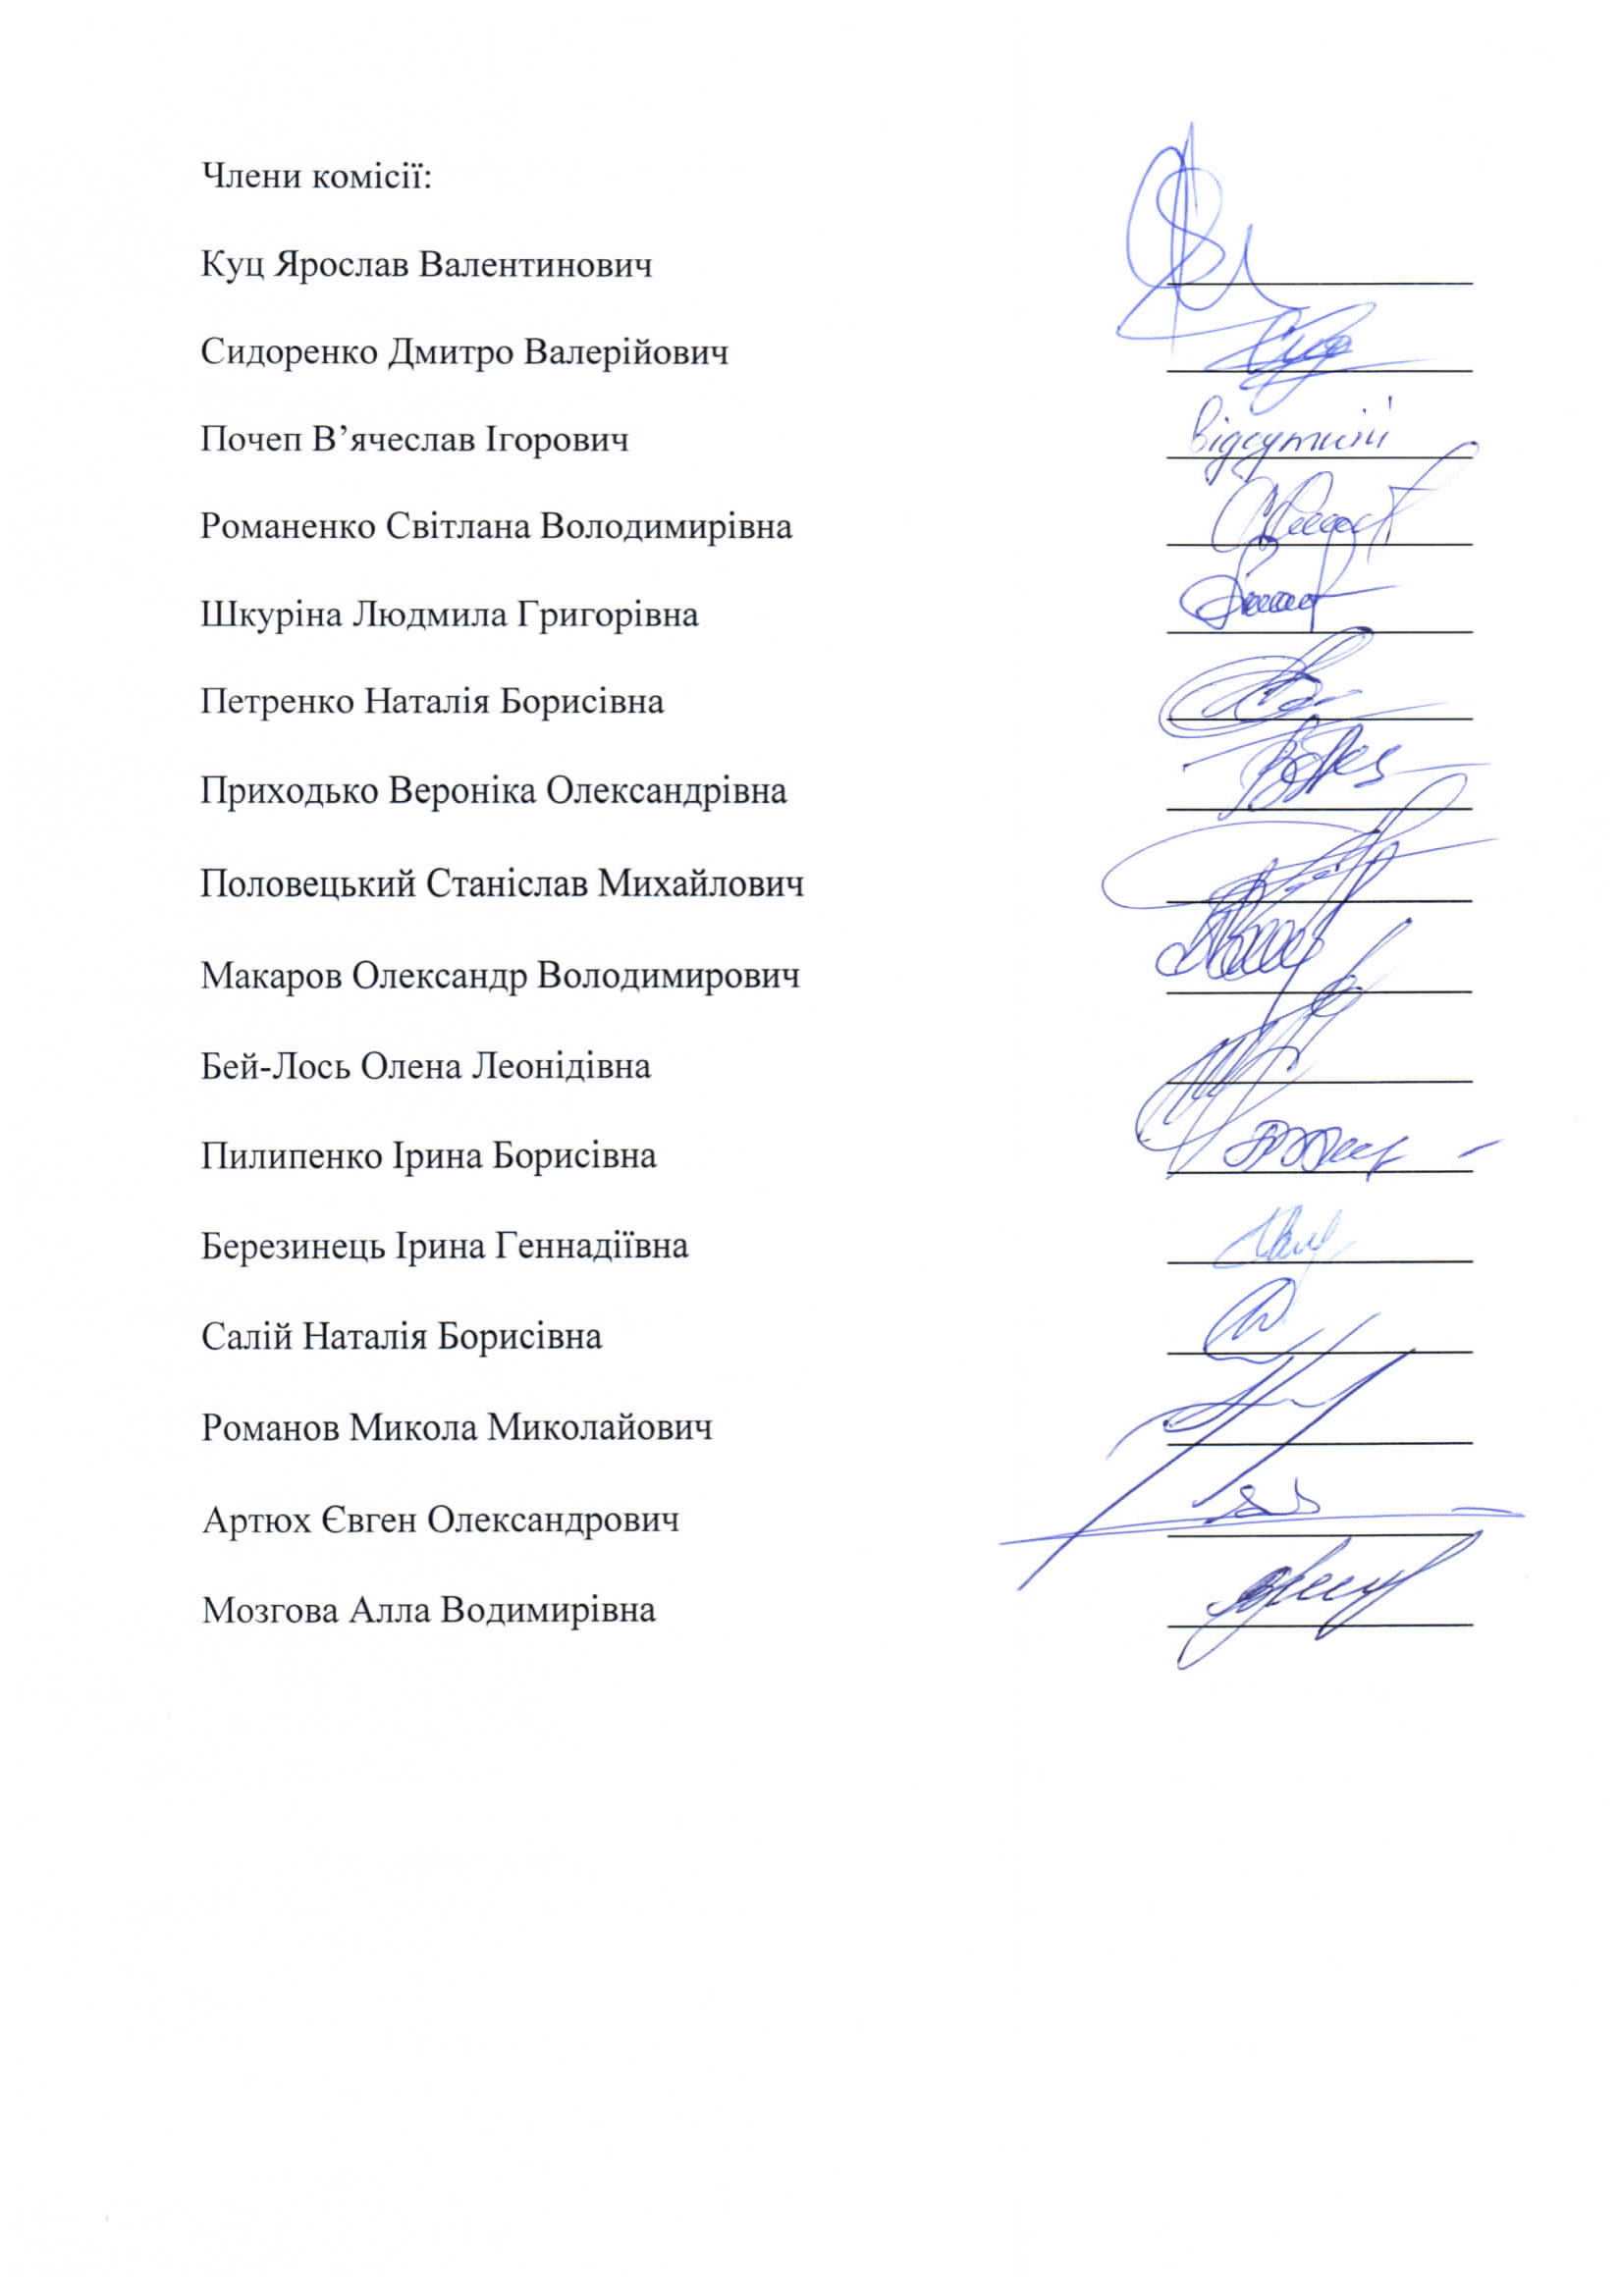 Члени комісії:
Куц Ярослав Валентинович
Сидоренко Дмитро Валерійович
Почеп В’ячеслав Ігорович відсутній
Романенко Світлана Володимирівна
Шкуріна Людмила Григорівна
Петренко Наталія Борисівна
Приходько Вероніка Олександрівна
Половецький Станіслав Михайлович
Макаров Олександр Володимирович
Бей-Лось Олена Леонідівна
Пилипенко Ірина Борисівна
Березинець Ірина Геннадіївна
Салій Наталія Борисівна
Романов Микола Миколайович
Артюх Євген Олександрович
Мозгова Алла Водимирівна